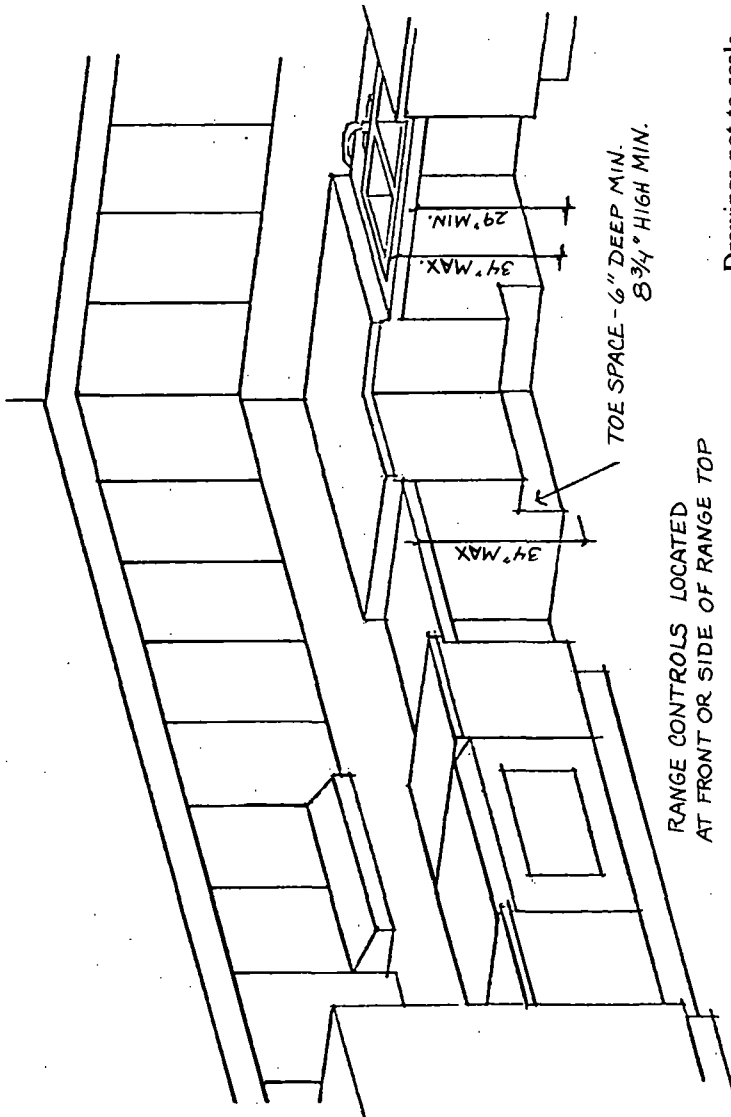 29" MIN.
34" MAX.
34" MAX
TOE SPACE - 6" DEEP MIN.
8 3/4" HIGH MIN.
RANGE CONTROLS LOCATED
AT FRONT OR SIDE OF RANGE TOP
Drawings not to scale